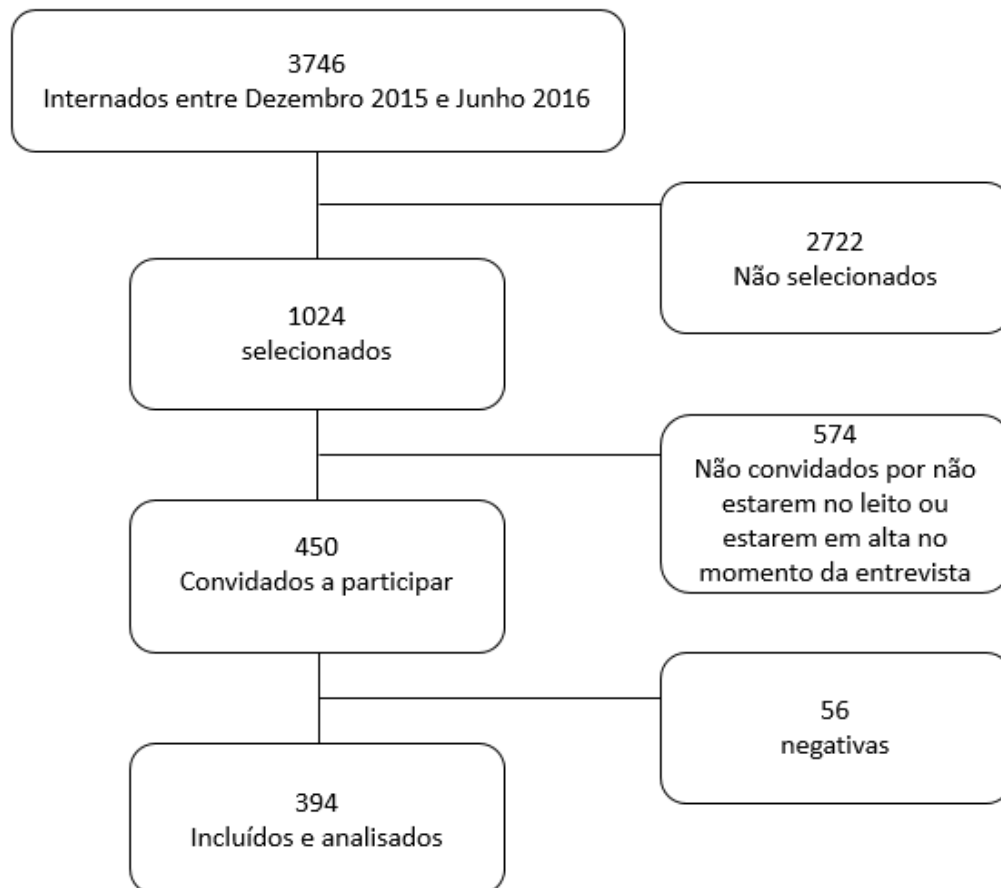 3746
Internados entre Dezembro 2015 e Junho 2016
2722
Não selecionados
1024
selecionados
574
Não convidados por não
estarem no leito ou
estarem em alta no
momento da entrevista
450
Convidados a participar
56
negativas
394
Incluídos e analisados